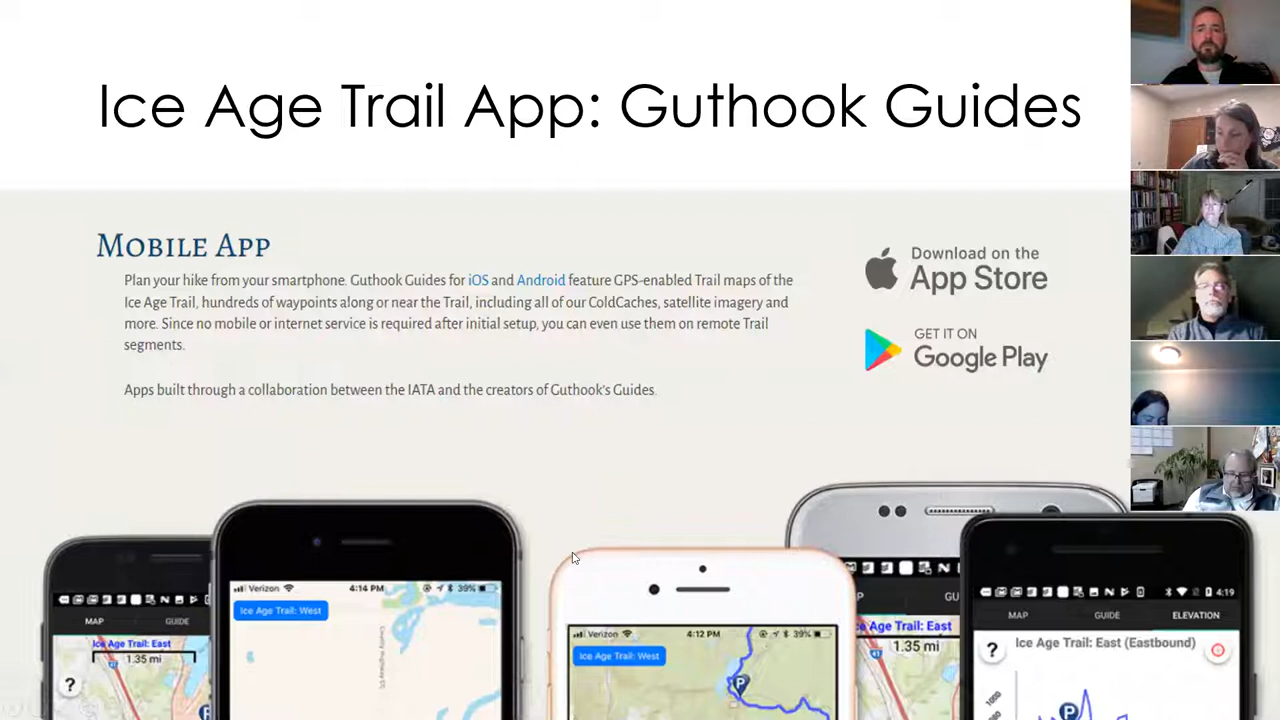 Ice Age Trail App: Guthook Guides
MOBILE APP
Plan your hike from your smartphone. Guthook Guides for iOS and Android feature GPS-enabled Trail maps of the
Ice Age Trail, hundreds of waypoints along or near the Trail, including all of our ColdCaches, satellite imagery and
more. Since no mobile or internet service is required after initial setup, you can even use them on remote Trail
segments.
Apps built through a collaboration between the IATA and the creators of Guthook's Guides.
Download on the
App Store
GET IT ON
Google Play
MAP GUIDE
Ice Age Trail: East
1.35 mi
?
P
Verizon 4:14 PM 39%
Ice Age Trail: West
Verizon 4:12 PM 39%
Ice Age Trail: West
P
P GU
ce Age Trail: East
41 1.35 mi
4:19
MAP GUIDE ELEVATION
? Ice Age Trail: East (Eastbound)
1000
P